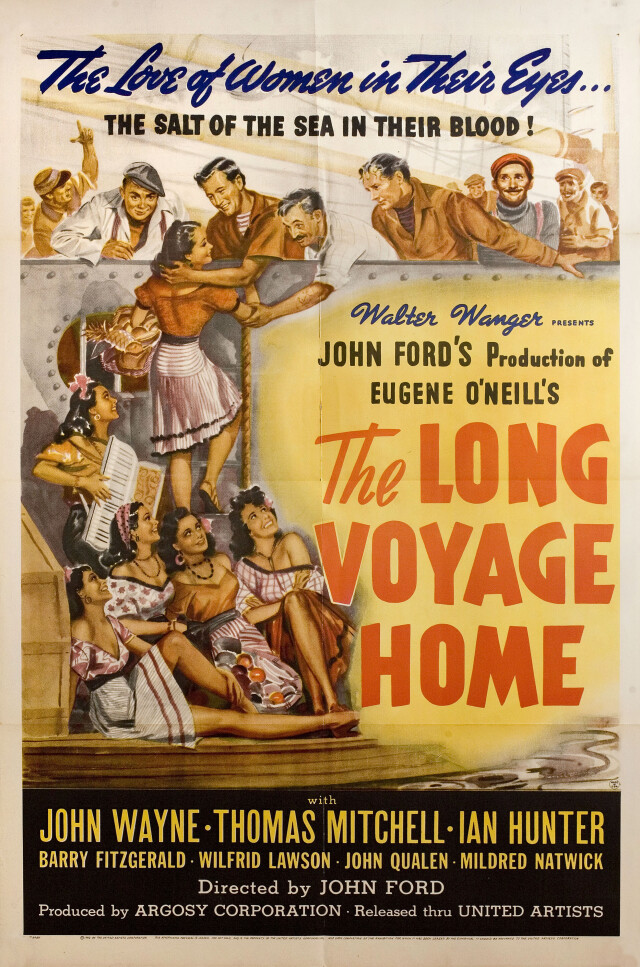 The Love of Women in Their Eyes...
THE SALT OF THE SEA IN THEIR BLOOD!
Walter Wanger PRESENTS
JOHN FORD'S Production of
EUGENE O'NEILL'S
The LONG
VOYAGE
HOME
with
JOHN WAYNE · THOMAS MITCHELL · IAN HUNTER
BARRY FITZGERALD · WILFRID LAWSON · JOHN QUALEN · MILDRED NATWICK
Directed by JOHN FORD
Produced by ARGOSY CORPORATION · Released thru UNITED ARTISTS